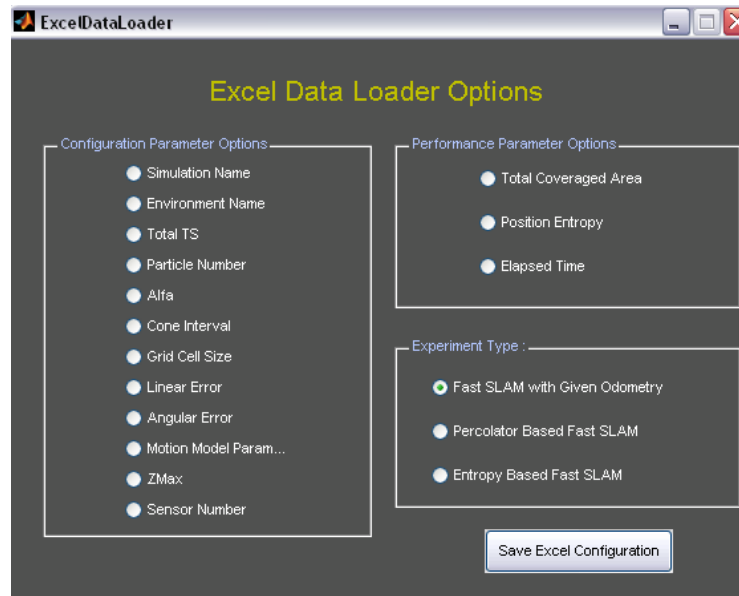 ExcelDataLoader
Excel Data Loader Options
Configuration Parameter Options
Simulation Name
Environment Name
Total TS
Particle Number
Alfa
Cone Interval
Grid Cell Size
Linear Error
Angular Error
Motion Model Param...
ZMax
Sensor Number
Performance Parameter Options
Total Coveraged Area
Position Entropy
Elapsed Time
Experiment Type :
Fast SLAM with Given Odometry
Percolator Based Fast SLAM
Entropy Based Fast SLAM
Save Excel Configuration